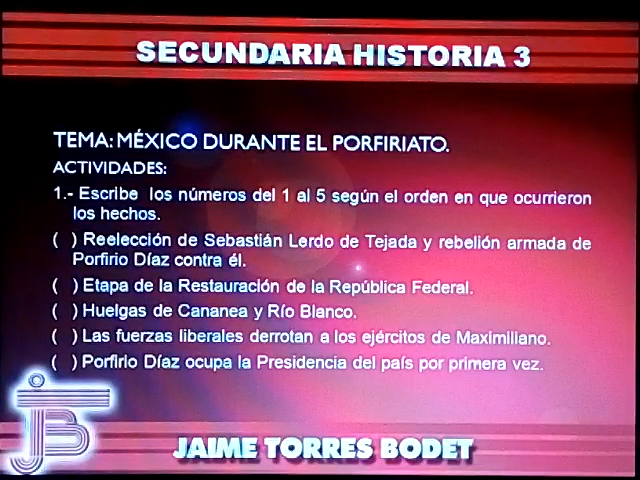 SECUNDARIA HISTORIA 3
TEMA: MÉXICO DURANTE EL PORFIRIATO.
ACTIVIDADES:
1.- Escribe los números del 1 al 5 según el orden en que ocurrieron
los hechos.
( ) Reelección de Sebastián Lerdo de Tejada y rebelión armada de
Porfirio Díaz contra él.
( ) Etapa de la Restauración de la República Federal.
( ) Huelgas de Cananea y Río Blanco.
( ) Las fuerzas liberales derrotan a los ejércitos de Maximiliano.
( ) Porfirio Díaz ocupa la Presidencia del país por primera vez.
JTB
JAIME TORRES BODET